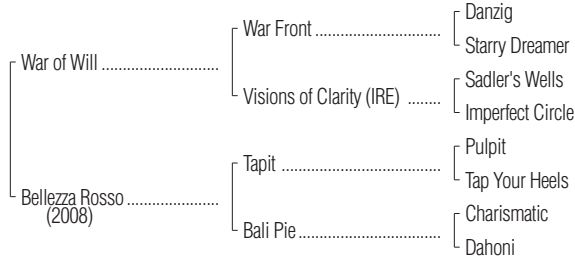 Danzig
War Front ..............................
Starry Dreamer
War of Will ............................
Sadler's Wells
Visions of Clarity (IRE) ........
Imperfect Circle
Pulpit
Tapit ........................................
Tap Your Heels
Bellezza Rosso ......................
(2008)
Charismatic
Bali Pie ...................................
Dahoni